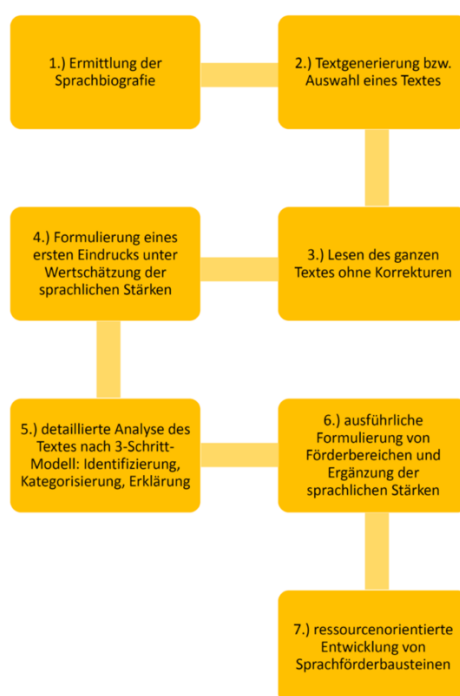 1.) Ermittlung der
Sprachbiografie
2.) Textgenerierung bzw.
Auswahl eines Textes
3.) Lesen des ganzen
Textes ohne Korrekturen
4.) Formulierung eines
ersten Eindrucks unter
Wertschätzung der
sprachlichen Stärken
5.) detaillierte Analyse des
Textes nach 3-Schritt-
Modell: Identifizierung,
Kategorisierung, Erklärung
6.) ausführliche
Formulierung von
Förderbereichen und
Ergänzung der
sprachlichen Stärken
7.) ressourcenorientierte
Entwicklung von
Sprachförderbausteinen